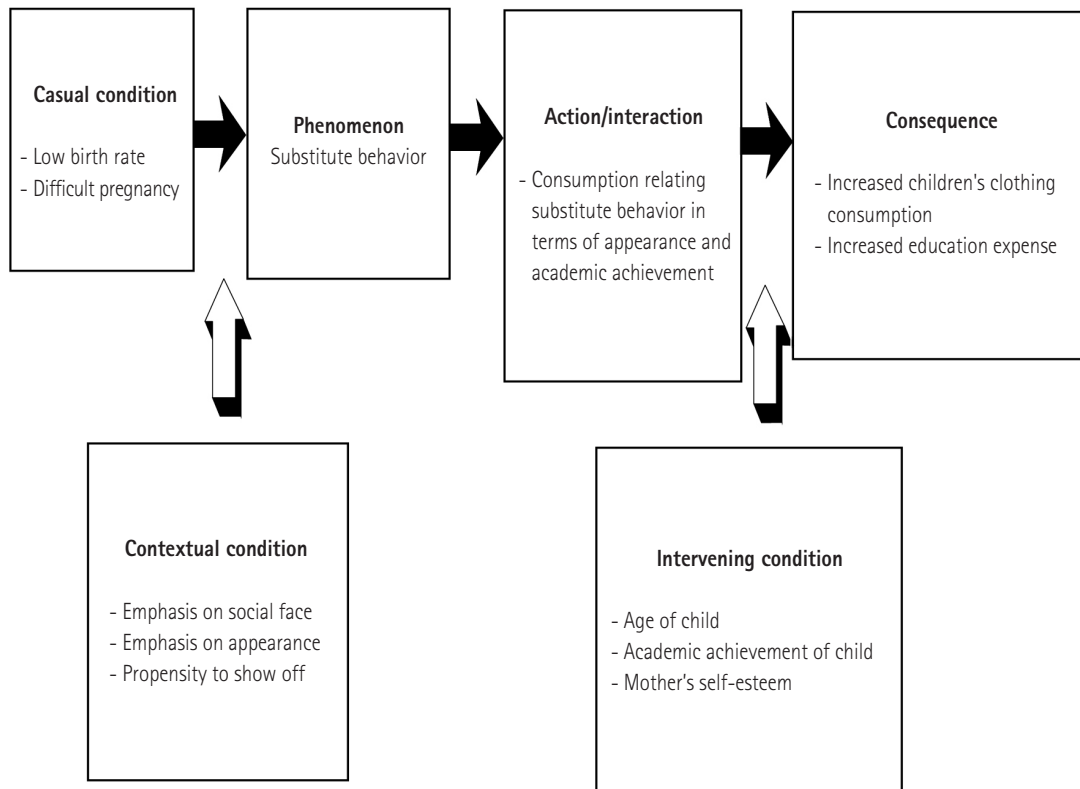 Casual condition
- Low birth rate
- Difficult pregnancy
Phenomenon
Substitute behavior
Action/interaction
- Consumption relating
substitute behavior in
terms of appearance and
academic achievement
Consequence
- Increased children's clothing
consumption
- Increased education expense
Contextual condition
- Emphasis on social face
- Emphasis on appearance
- Propensity to show off
Intervening condition
- Age of child
- Academic achievement of child
- Mother's self-esteem